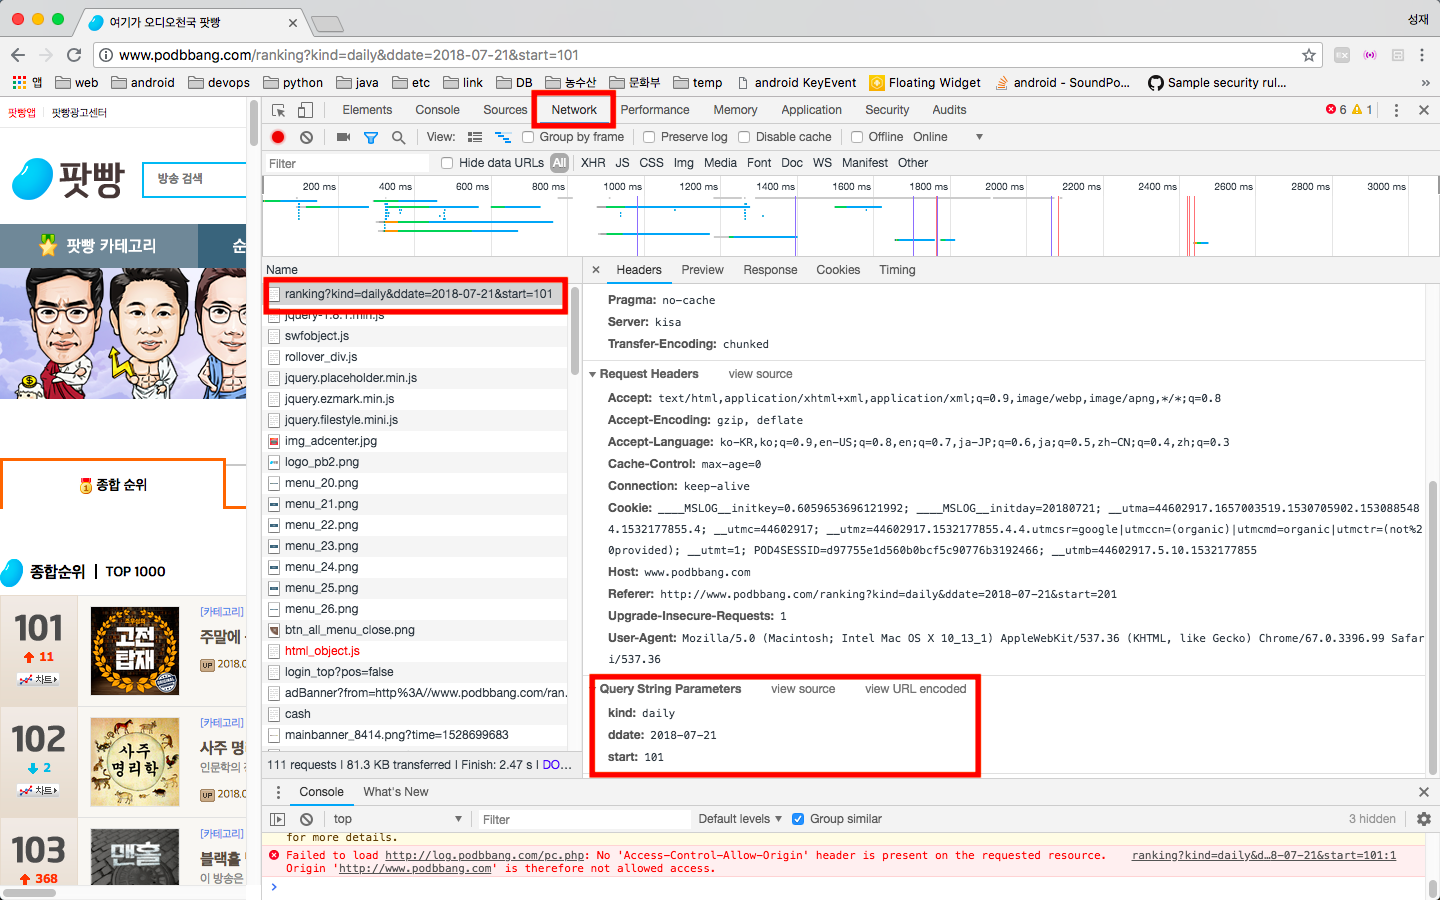 여기가 오디오천국 팟빵
성재
www.podbbang.com/ranking?kind=daily&ddate=2018-07-21&start=101
앱 web android devops python java etc link DB 농수산 문화부 temp android KeyEvent Floating Widget android - SoundPo... Sample security rul... »
팟빵앱 팟빵광고센터
팟빵
방송 검색
팟빵 카테고리
순
종합 순위
종합순위 | TOP 1000
101
11
차트
고전탑재
ORIGINAL
[카테고리]
주말에
UP 2018.0
102
2
차트
사주명리학
사주 명
인문학의
UP 2018.0
103
368
맨홀
[카테고리]
블랙홀
이 방송은
Elements Console Sources Network Performance Memory Application Security Audits 6 1
View: Group by frame Preserve log Disable cache Offline Online
Filter Hide data URLs All XHR JS CSS Img Media Font Doc WS Manifest Other
200 ms 400 ms 600 ms 800 ms 1000 ms 1200 ms 1400 ms 1600 ms 1800 ms 2000 ms 2200 ms 2400 ms 2600 ms 2800 ms 3000 ms
Name
ranking?kind=daily&ddate=2018-07-21&start=101
jquery-1.8.1.min.js
swfobject.js
rollover_div.js
jquery.placeholder.min.js
jquery.ezmark.min.js
jquery.filestyle.mini.js
img_adcenter.jpg
logo_pb2.png
menu_20.png
menu_21.png
menu_22.png
menu_23.png
menu_24.png
menu_25.png
menu_26.png
btn_all_menu_close.png
html_object.js
login_top?pos=false
adBanner?from=http%3A//www.podbbang.com/ran...
cash
mainbanner_8414.png?time=1528699683
111 requests | 81.3 KB transferred | Finish: 2.47 s | DO...
Headers Preview Response Cookies Timing
Pragma: no-cache
Server: kisa
Transfer-Encoding: chunked
Request Headers view source
Accept: text/html,application/xhtml+xml,application/xml;q=0.9,image/webp,image/apng,*/*;q=0.8
Accept-Encoding: gzip, deflate
Accept-Language: ko-KR,ko;q=0.9,en-US;q=0.8,en;q=0.7,ja-JP;q=0.6,ja;q=0.5,zh-CN;q=0.4,zh;q=0.3
Cache-Control: max-age=0
Connection: keep-alive
Cookie: ____MSLOG__initkey=0.6059653696121992; ____MSLOG__initday=20180721; __utma=44602917.1657003519.1530705902.153088548
4.1532177855.4; __utmc=44602917; __utmz=44602917.1532177855.4.4.utmcsr=google|utmccn=(organic)|utmcmd=organic|utmctr=(not%2
0provided); __utmt=1; POD4SESSID=d97755e1d560b0bcf5c90776b3192466; __utmb=44602917.5.10.1532177855
Host: www.podbbang.com
Referer: http://www.podbbang.com/ranking?kind=daily&ddate=2018-07-21&start=201
Upgrade-Insecure-Requests: 1
User-Agent: Mozilla/5.0 (Macintosh; Intel Mac OS X 10_13_1) AppleWebKit/537.36 (KHTML, like Gecko) Chrome/67.0.3396.99 Safar
i/537.36
Query String Parameters view source view URL encoded
kind: daily
ddate: 2018-07-21
start: 101
Console What's New
top Filter Default levels Group similar 3 hidden
for more details.
Failed to load http://log.podbbang.com/pc.php: No 'Access-Control-Allow-Origin' header is present on the requested resource. ranking?kind=daily&d…8-07-21&start=101:1
Origin 'http://www.podbbang.com' is therefore not allowed access.